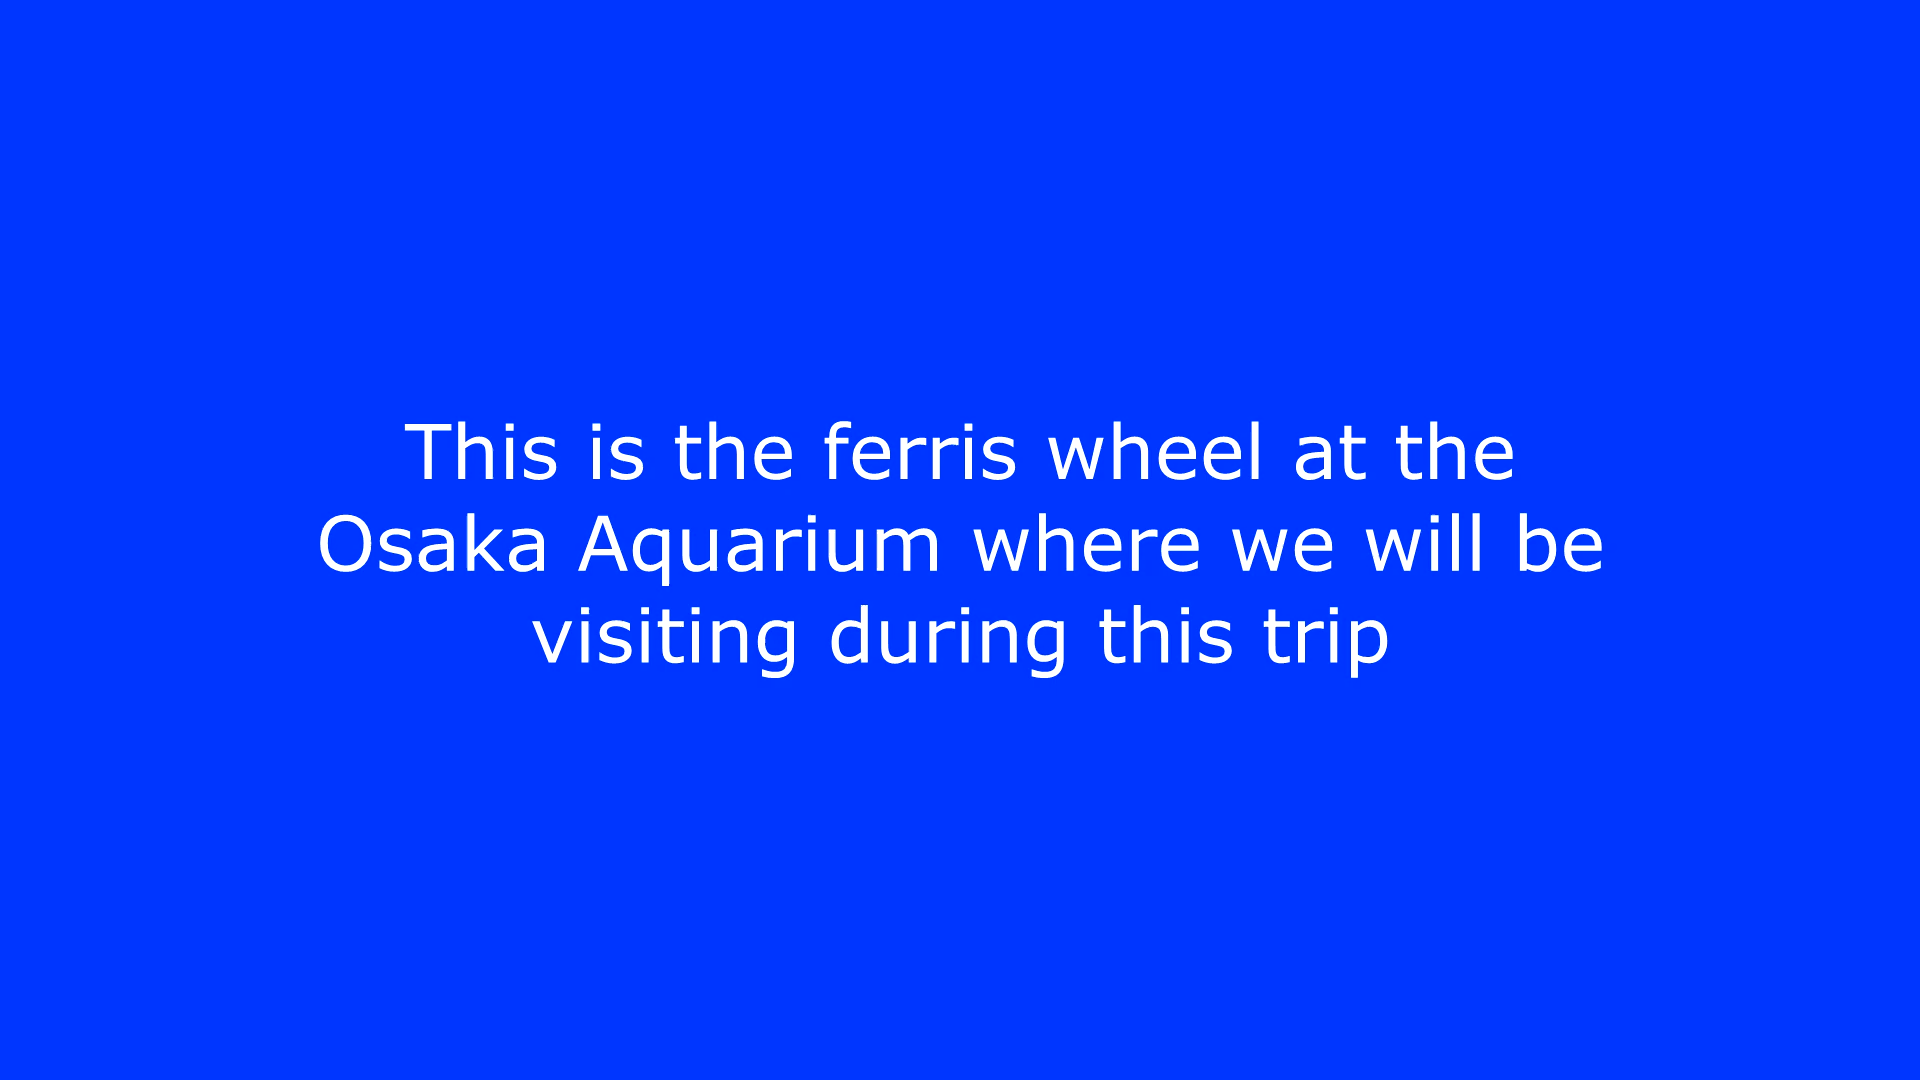 This is the ferris wheel at the
Osaka Aquarium where we will be
visiting during this trip